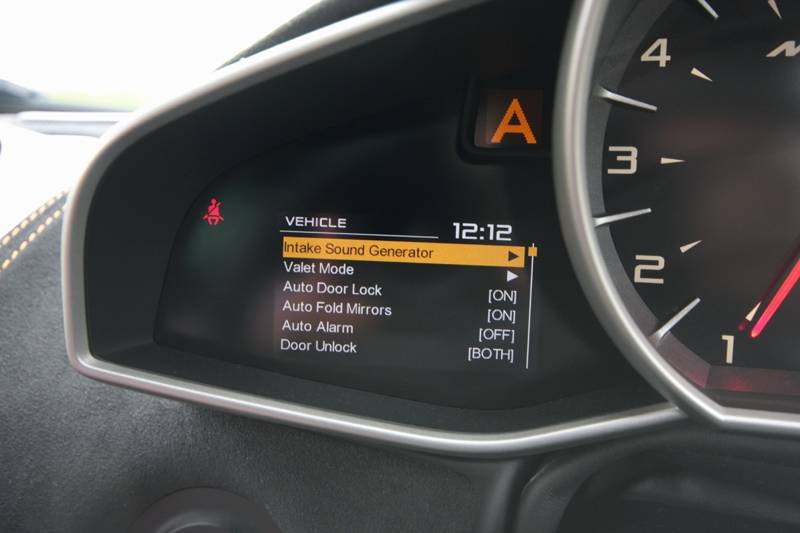 4
A
3
VEHICLE 12:12
Intake Sound Generator
Valet Mode
Auto Door Lock [ON]
Auto Fold Mirrors [ON]
Auto Alarm [OFF]
Door Unlock [BOTH]
2
1